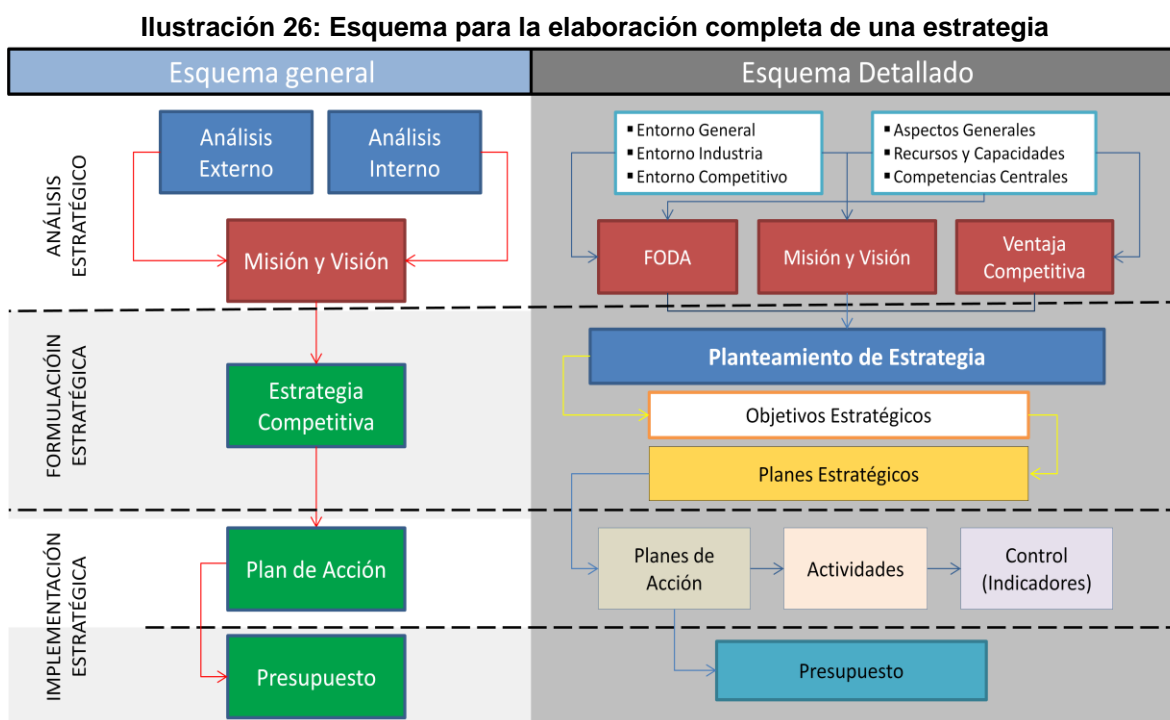 Ilustración 26: Esquema para la elaboración completa de una estrategia
Esquema general
Esquema Detallado
ANÁLISIS
ESTRATÉGICO
Análisis
Externo
Análisis
Interno
Misión y Visión
▪ Entorno General
▪ Entorno Industria
▪ Entorno Competitivo
▪ Aspectos Generales
▪ Recursos y Capacidades
▪ Competencias Centrales
FODA
Misión y Visión
Ventaja
Competitiva
FORMULACIÓIN
ESTRATÉGICA
Estrategia
Competitiva
Planteamiento de Estrategia
Objetivos Estratégicos
Planes Estratégicos
IMPLEMENTACIÓN
ESTRATÉGICA
Plan de Acción
Presupuesto
Planes de
Acción
Actividades
Control
(Indicadores)
Presupuesto